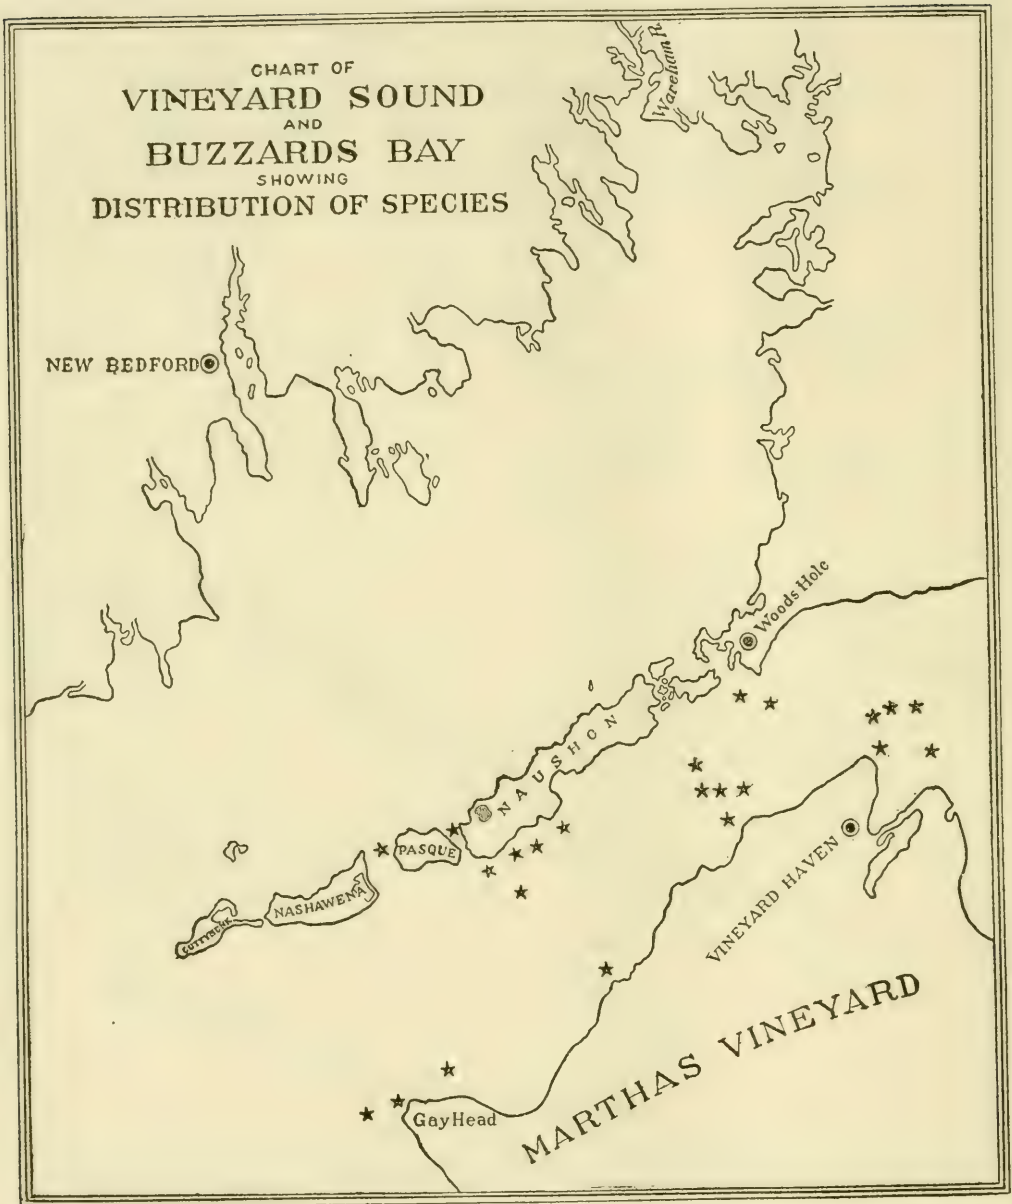 CHART OF
VINEYARD SOUND
AND
BUZZARDS BAY
SHOWING
DISTRIBUTION OF SPECIES
Wareham R.
NEW BEDFORD
Woods Hole
NAUSHON
PASQUE
NASHAWENA
CUTTYHUNK
VINEYARD HAVEN
MARTHAS VINEYARD
Gay Head